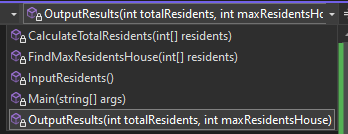 OutputResults(int totalResidents, int maxResidentsHo
CalculateTotalResidents(int[] residents)
FindMaxResidentsHouse(int[] residents)
InputResidents()
Main(string[] args)
OutputResults(int totalResidents, int maxResidentsHouse)